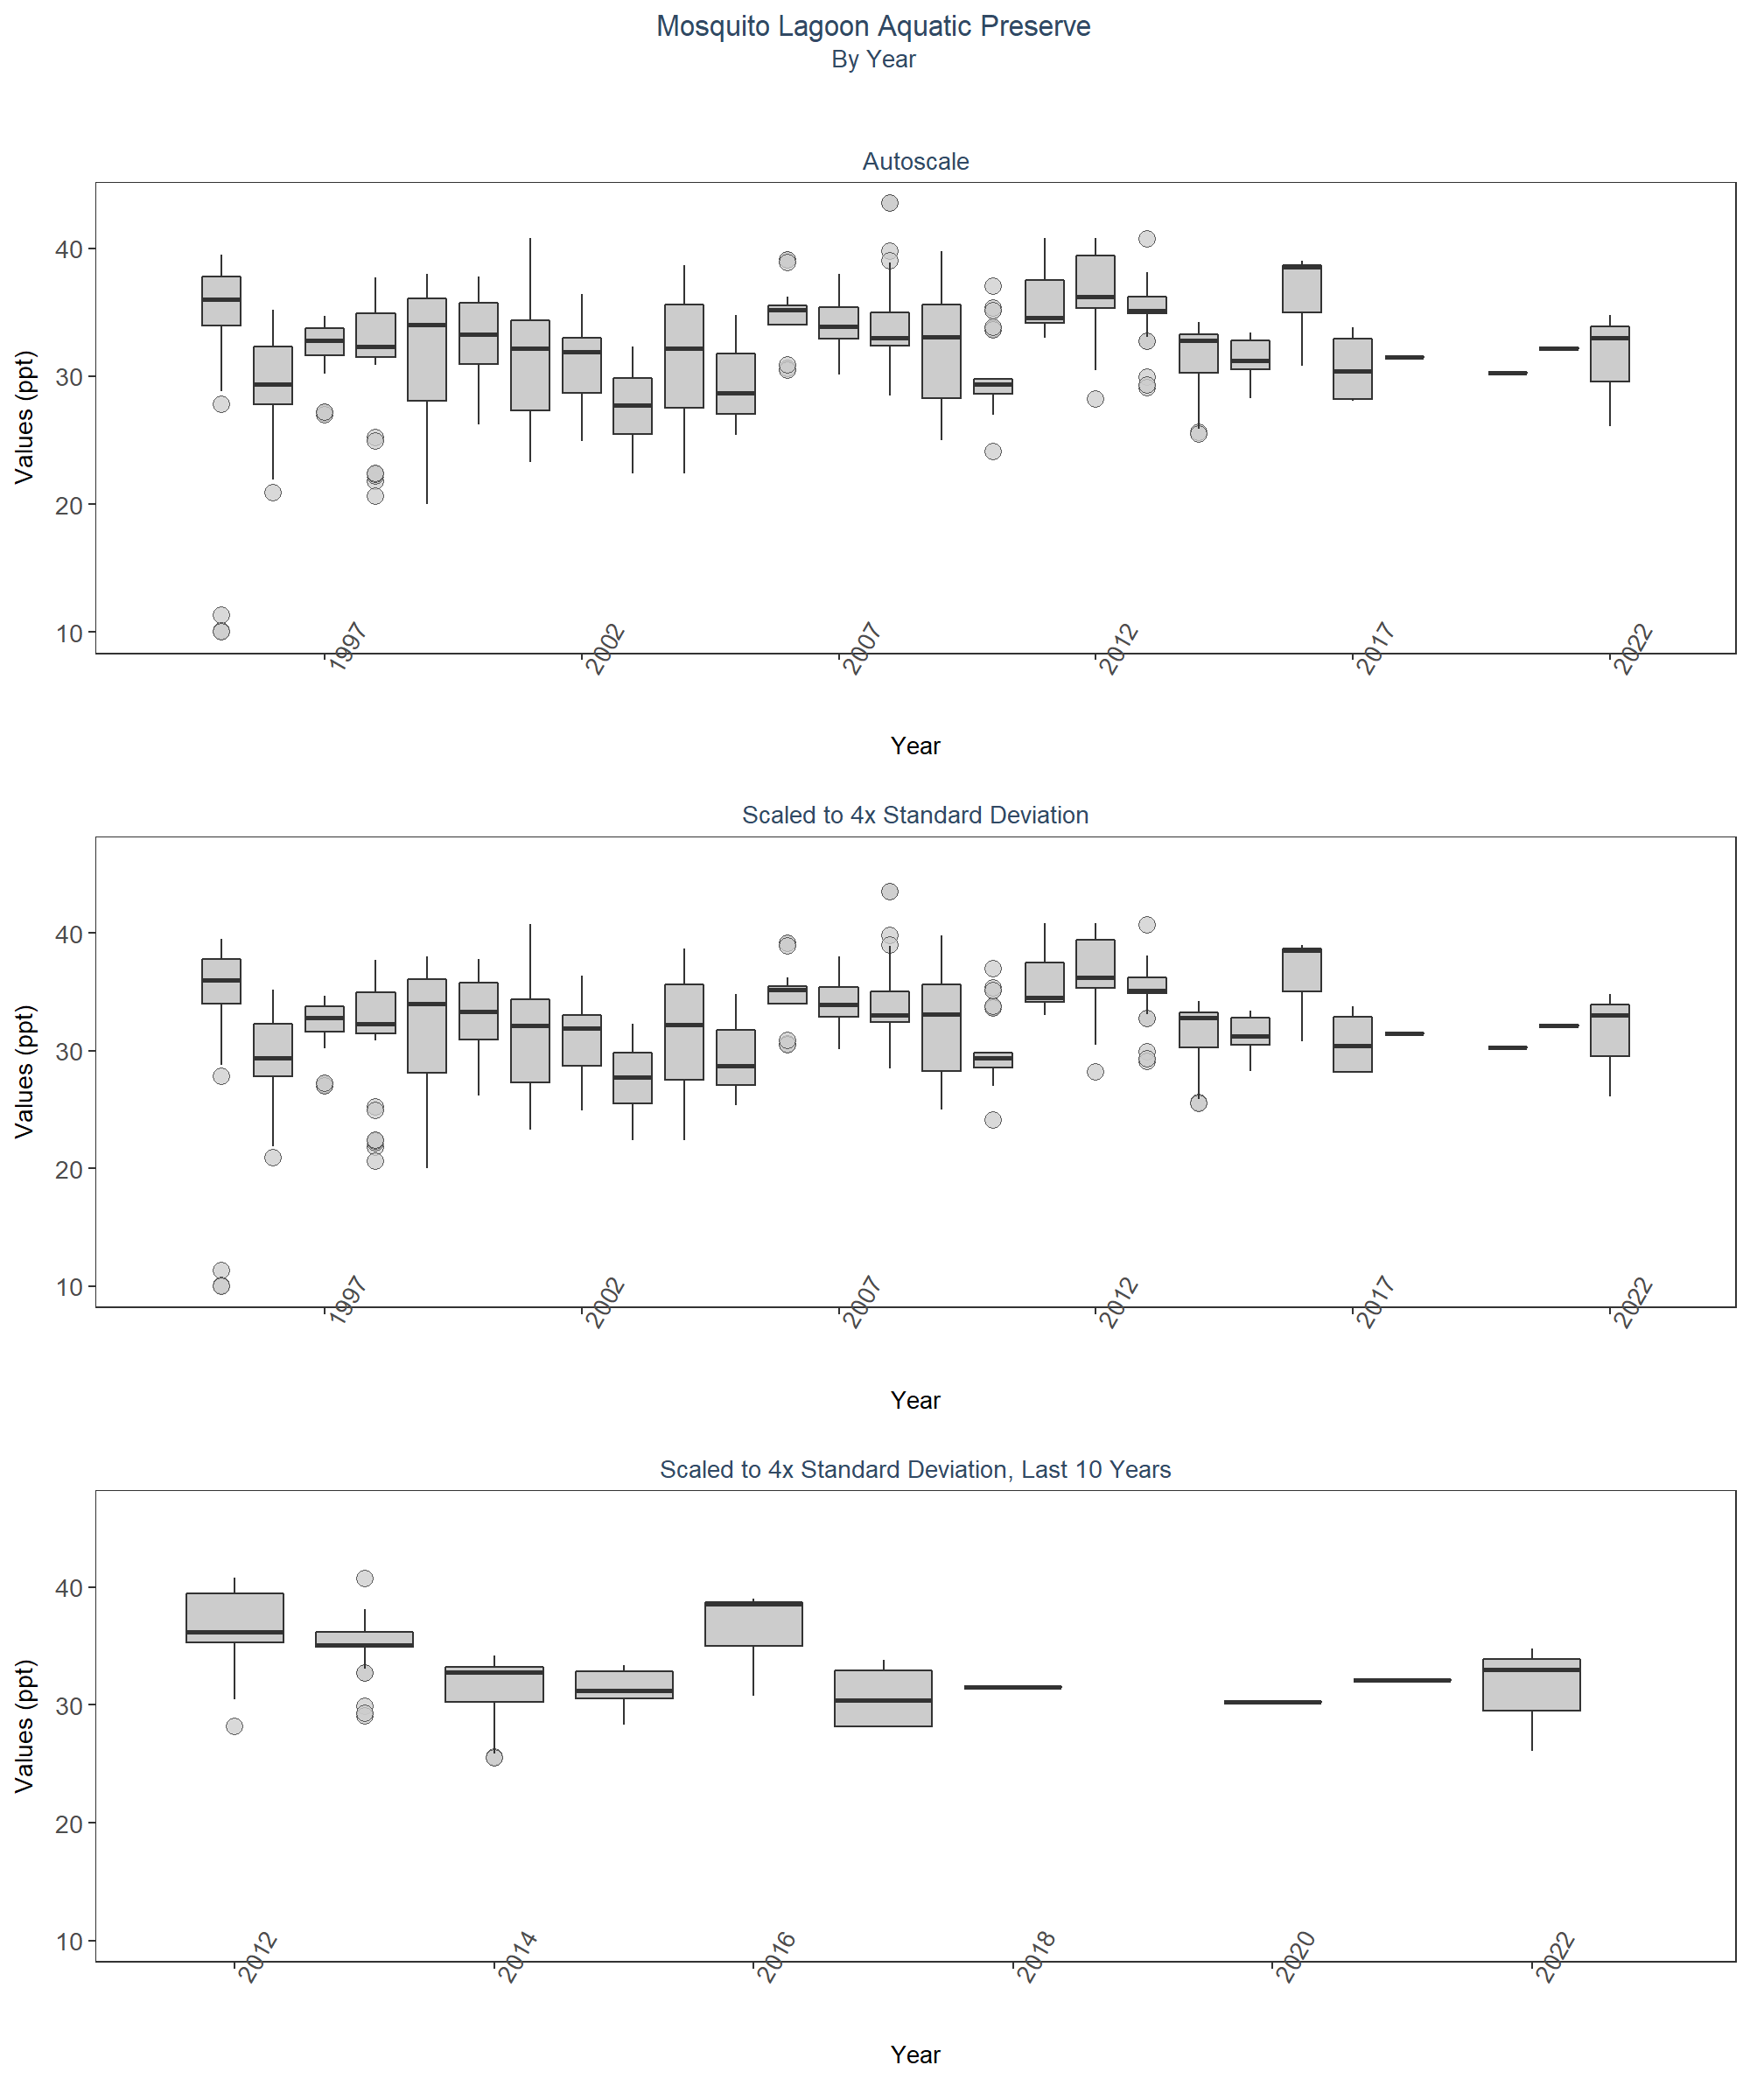 Mosquito Lagoon Aquatic Preserve
By Year
Autoscale
Values (ppt)
40
30
20
10
1997
2002
2007
2012
2017
2022
Year
Scaled to 4x Standard Deviation
Values (ppt)
40
30
20
10
1997
2002
2007
2012
2017
2022
Year
Scaled to 4x Standard Deviation, Last 10 Years
Values (ppt)
40
30
20
10
2012
2014
2016
2018
2020
2022
Year